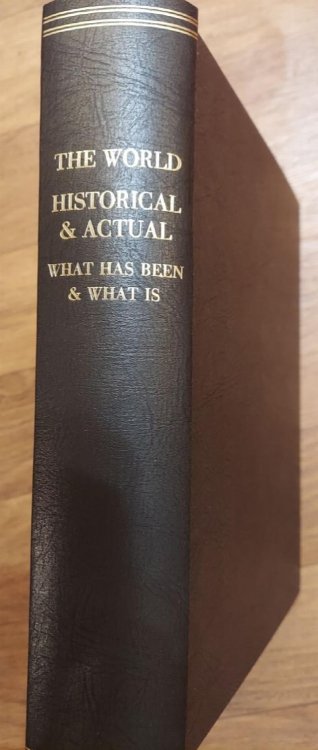 THE WORLD
HISTORICAL
& ACTUAL
WHAT HAS BEEN
& WHAT IS